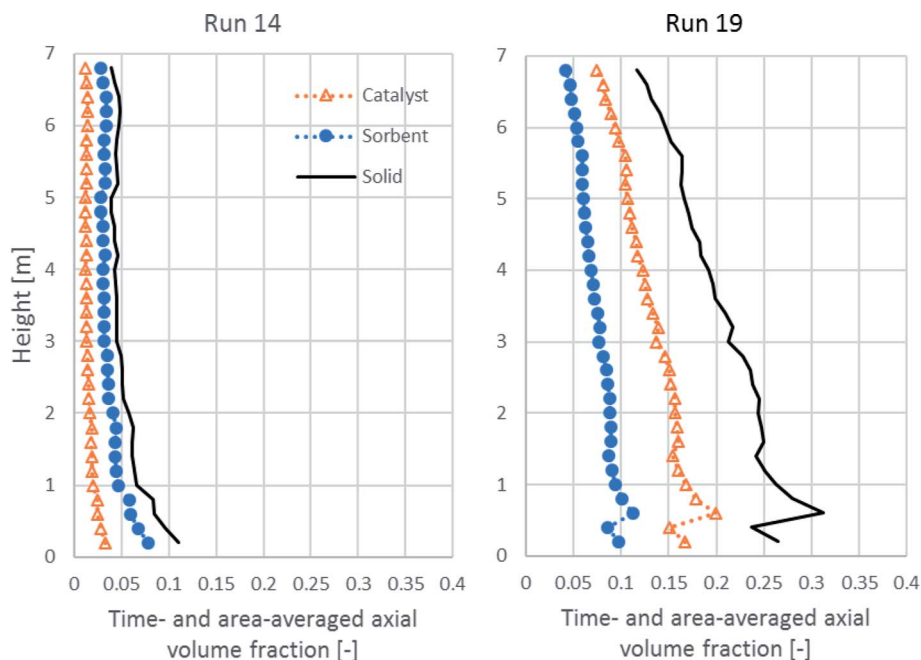 Run 14
Run 19
7
6
5
4
3
2
1
0
Height [m]
Catalyst
Sorbent
Solid
0 0.05 0.1 0.15 0.2 0.25 0.3 0.35 0.4
Time- and area-averaged axial
volume fraction [-]
7
6
5
4
3
2
1
0
0 0.05 0.1 0.15 0.2 0.25 0.3 0.35 0.4
Time- and area-averaged axial
volume fraction [-]